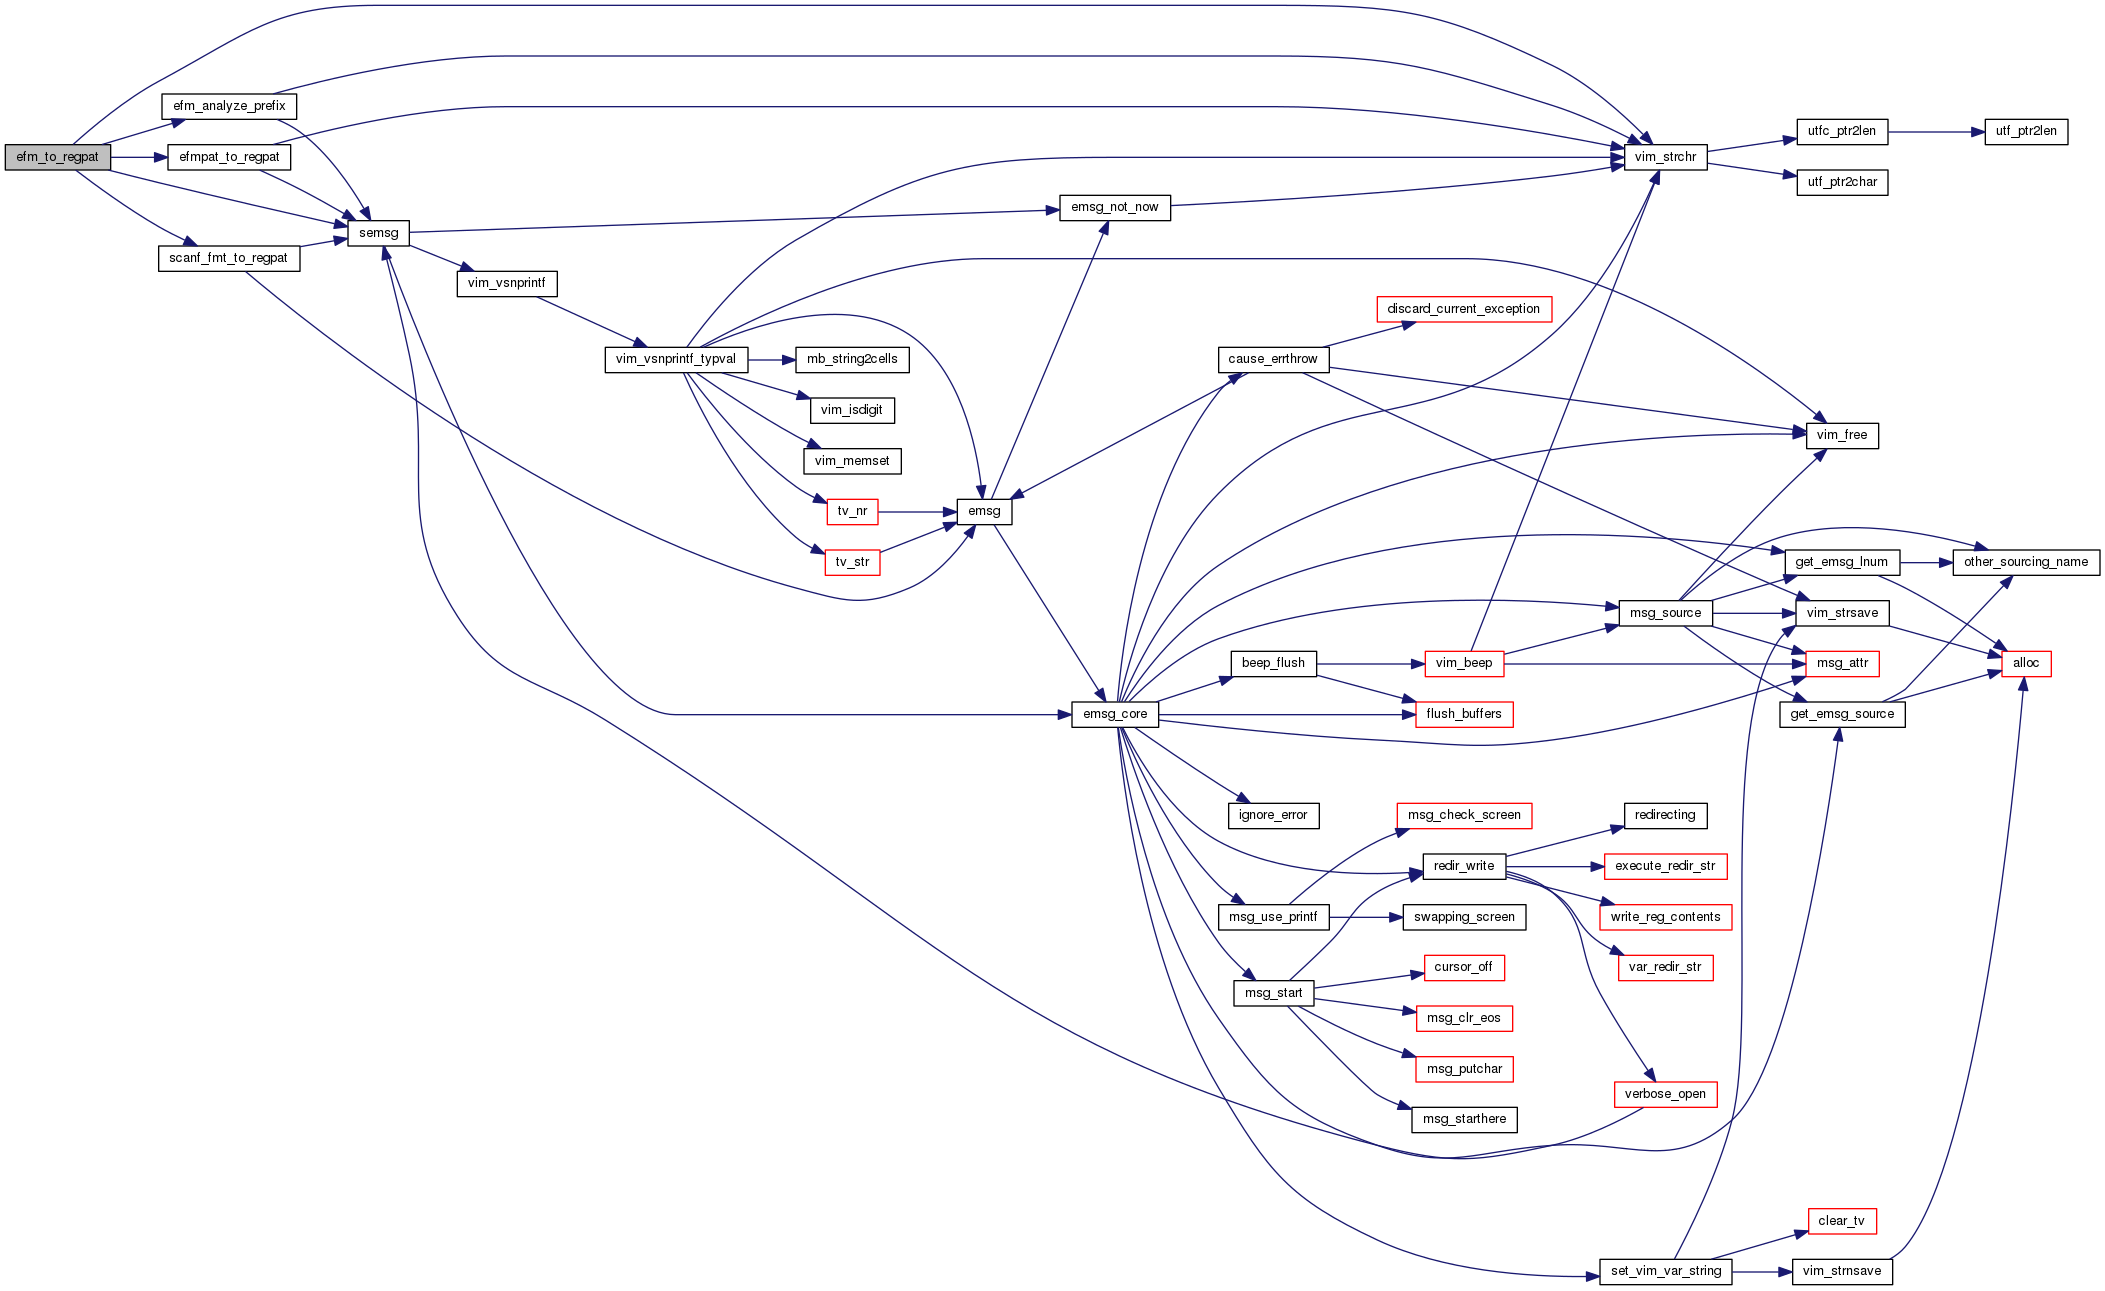 efm_to_regpat
efm_analyze_prefix
efmpat_to_regpat
semsg
scanf_fmt_to_regpat
vim_vsnprintf
vim_vsnprintf_typval
mb_string2cells
vim_isdigit
vim_memset
tv_nr
tv_str
emsg
emsg_not_now
emsg_core
cause_errthrow
discard_current_exception
beep_flush
vim_beep
flush_buffers
ignore_error
msg_use_printf
msg_check_screen
swapping_screen
redir_write
msg_start
cursor_off
msg_clr_eos
msg_putchar
msg_starthere
redirecting
execute_redir_str
write_reg_contents
var_redir_str
verbose_open
set_vim_var_string
clear_tv
vim_strnsave
vim_strchr
utfc_ptr2len
utf_ptr2len
utf_ptr2char
vim_free
get_emsg_lnum
other_sourcing_name
msg_source
vim_strsave
msg_attr
alloc
get_emsg_source